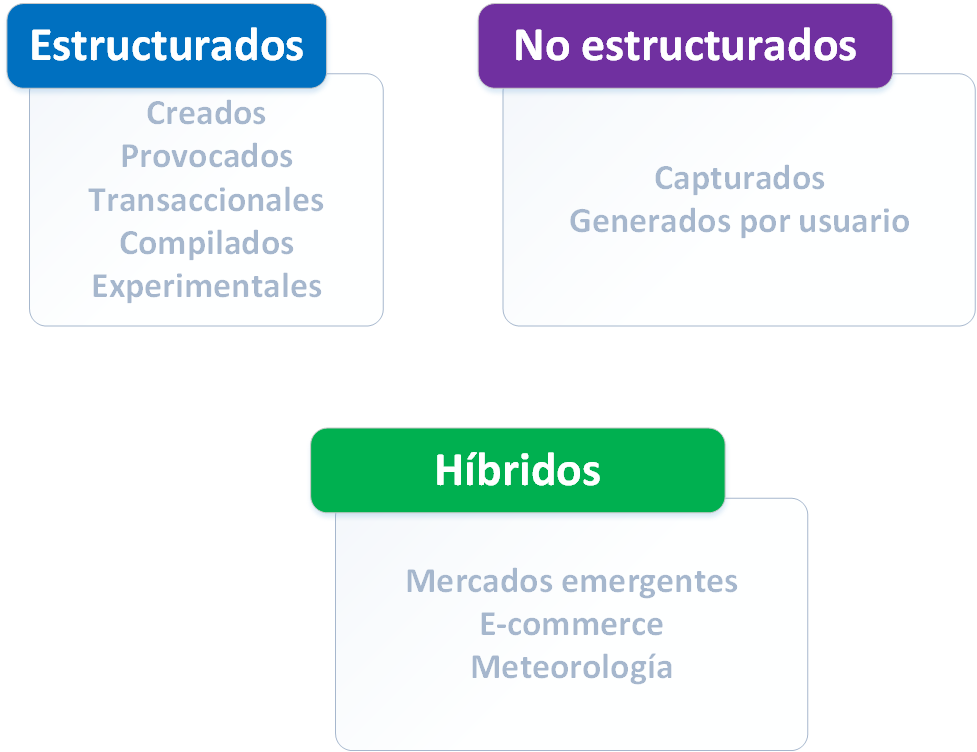 Estructurados
Creados
Provocados
Transaccionales
Compilados
Experimentales
No estructurados
Capturados
Generados por usuario
Híbridos
Mercados emergentes
E-commerce
Meteorología